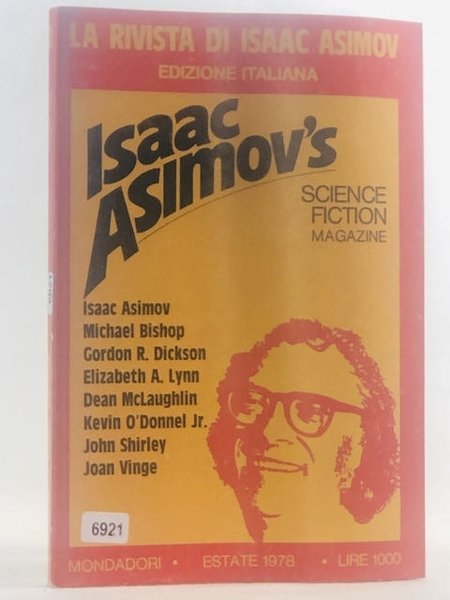 LA RIVISTA DI ISAAC ASIMOV
EDIZIONE ITALIANA
Isaac
Asimov's
SCIENCE
FICTION
MAGAZINE
Isaac Asimov
Michael Bishop
Gordon R. Dickson
Elizabeth A. Lynn
Dean McLaughlin
Kevin O'Donnel Jr.
John Shirley
Joan Vinge
6921
MONDADORI • ESTATE 1978 • LIRE 1000